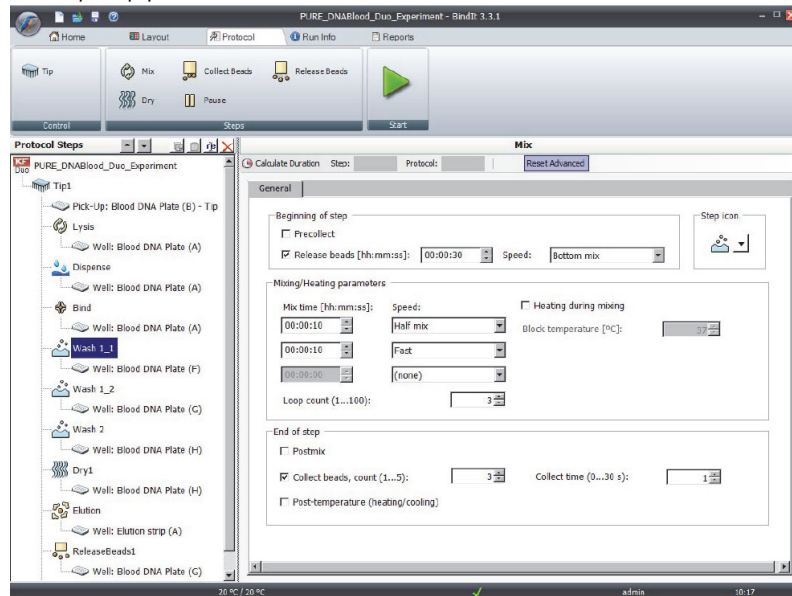 PURE_DNABlood_Duo_Experiment - BindIt 3.3.1
Home Layout Protocol Run Info Reports
Tip Mix Collect Beads Release Beads
Dry Pause
Control Steps Start
Protocol Steps
Mix
KF Duo PURE_DNABlood_Duo_Experiment
Calculate Duration Step: Protocol: Reset Advanced
Tip1
Pick-Up: Blood DNA Plate (B) - Tip
Lysis
Well: Blood DNA Plate (A)
Dispense
Well: Blood DNA Plate (A)
Bind
Well: Blood DNA Plate (A)
Wash 1_1
Well: Blood DNA Plate (F)
Wash 1_2
Well: Blood DNA Plate (G)
Wash 2
Well: Blood DNA Plate (H)
Dry1
Well: Blood DNA Plate (H)
Elution
Well: Elution strip (A)
ReleaseBeads1
Well: Blood DNA Plate (G)
General
Beginning of step
Precollect
Release beads [hh:mm:ss]: 00:00:30 Speed: Bottom mix
Step icon
Mixing/Heating parameters
Mix time [hh:mm:ss]: Speed: Heating during mixing
00:00:10 Half mix Block temperature [ºC]: 37
00:00:10 Fast
00:00:00 (none)
Loop count (1...100): 3
End of step
Postmix
Collect beads, count (1...5): 3 Collect time (0...30 s): 1
Post-temperature (heating/cooling)
20 ºC / 20 ºC admin 10:17